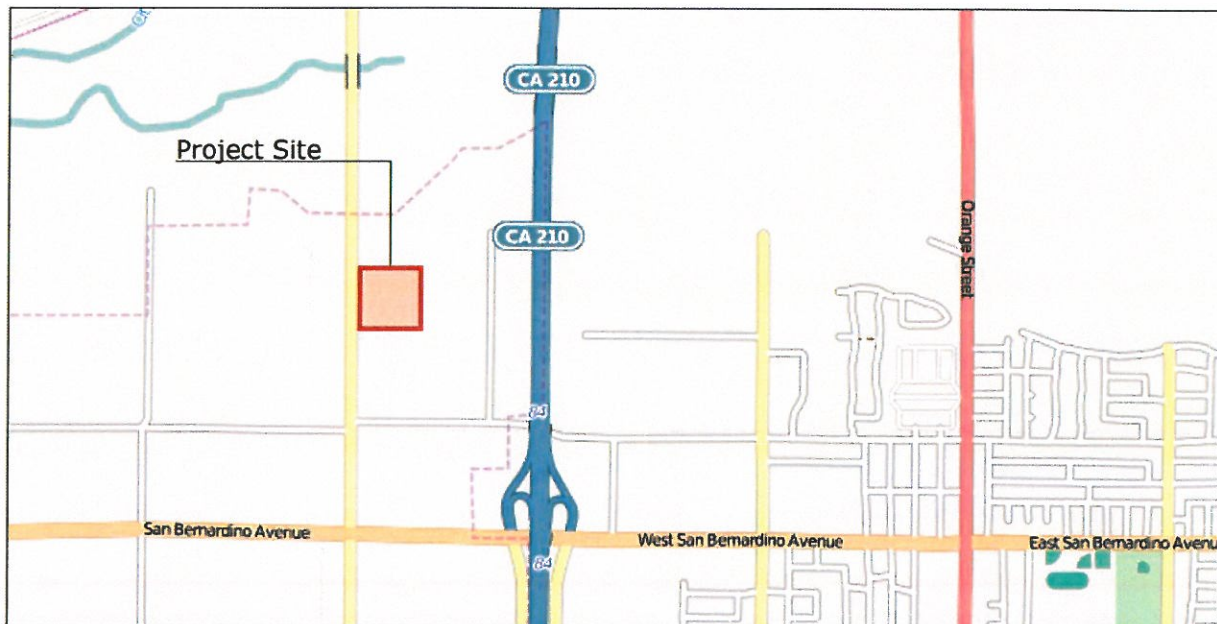 CA 210
Project Site
CA 210
Orange Street
84
San Bernardino Avenue
West San Bernardino Avenue
East San Bernardino Avenu
84